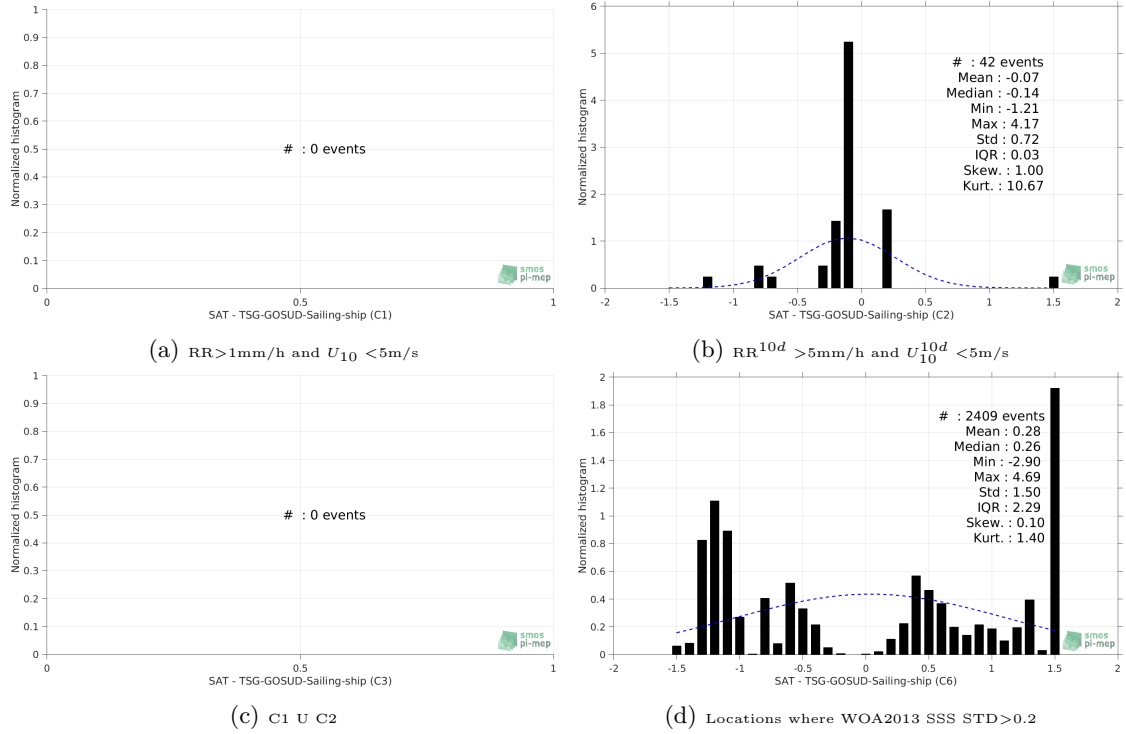 1
0.9
0.8
0.7
0.6
0.5
0.4
0.3
0.2
0.1
0
Normalized histogram
# : 0 events
smos
pi-mep
0 0.5 1
SAT - TSG-GOSUD-Sailing-ship (C1)
(a) RR>1mm/h and U10 <5m/s
6
5
4
3
2
1
0
Normalized histogram
# : 42 events
Mean : -0.07
Median : -0.14
Min : -1.21
Max : 4.17
Std : 0.72
IQR : 0.03
Skew. : 1.00
Kurt. : 10.67
smos
pi-mep
-2 -1.5 -1 -0.5 0 0.5 1 1.5 2
SAT - TSG-GOSUD-Sailing-ship (C2)
(b) RR10d >5mm/h and U10d10 <5m/s
1
0.9
0.8
0.7
0.6
0.5
0.4
0.3
0.2
0.1
0
Normalized histogram
# : 0 events
smos
pi-mep
0 0.5 1
SAT - TSG-GOSUD-Sailing-ship (C3)
(c) C1 U C2
2
1.8
1.6
1.4
1.2
1
0.8
0.6
0.4
0.2
0
Normalized histogram
# : 2409 events
Mean : 0.28
Median : 0.26
Min : -2.90
Max : 4.69
Std : 1.50
IQR : 2.29
Skew. : 0.10
Kurt. : 1.40
smos
pi-mep
-2 -1.5 -1 -0.5 0 0.5 1 1.5 2
SAT - TSG-GOSUD-Sailing-ship (C6)
(d) Locations where WOA2013 SSS STD>0.2